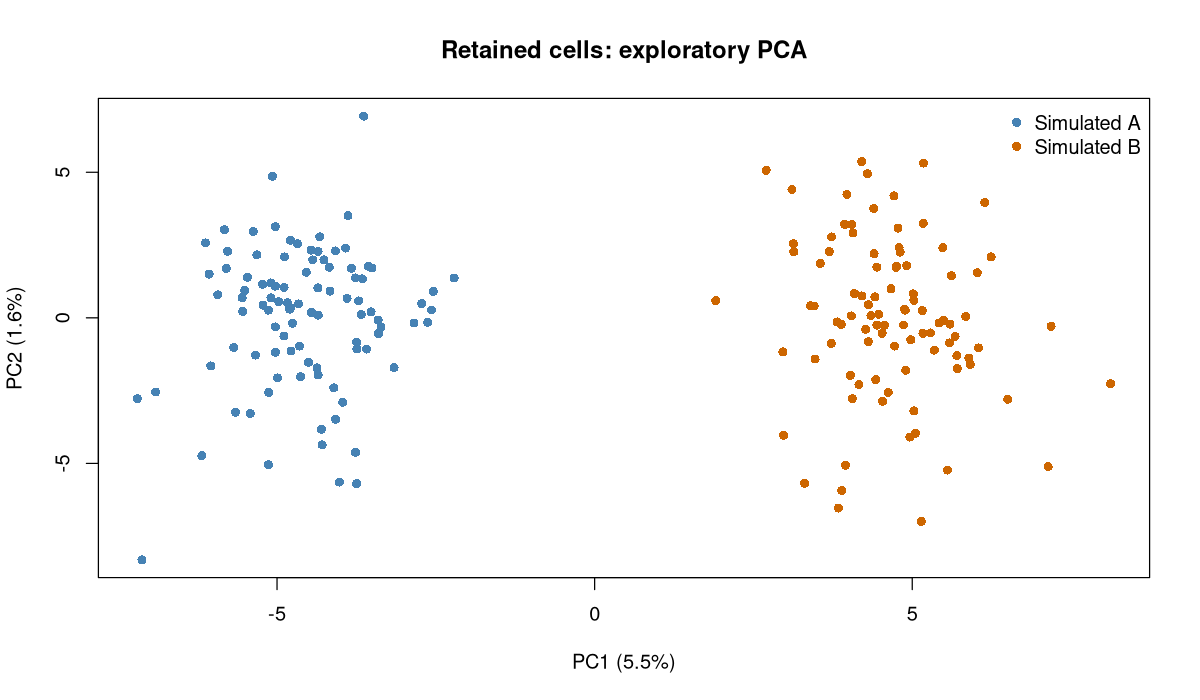 Retained cells: exploratory PCA
Simulated A
Simulated B
5
0
-5
PC2 (1.6%)
-5
0
5
PC1 (5.5%)